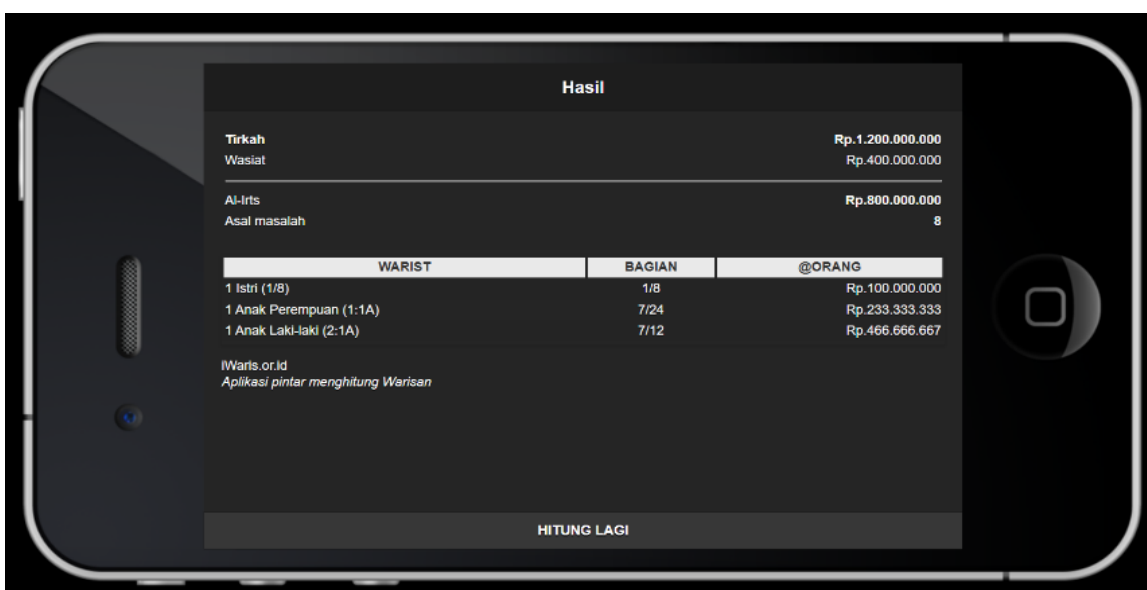 Hasil
Tirkah Rp.1.200.000.000
Wasiat Rp.400.000.000
Al-Irts Rp.800.000.000
Asal masalah 8
WARIST BAGIAN @ORANG
1 Istri (1/8) 1/8 Rp.100.000.000
1 Anak Perempuan (1:1A) 7/24 Rp.233.333.333
1 Anak Laki-laki (2:1A) 7/12 Rp.466.666.667
iWaris.or.id
Aplikasi pintar menghitung Warisan
HITUNG LAGI